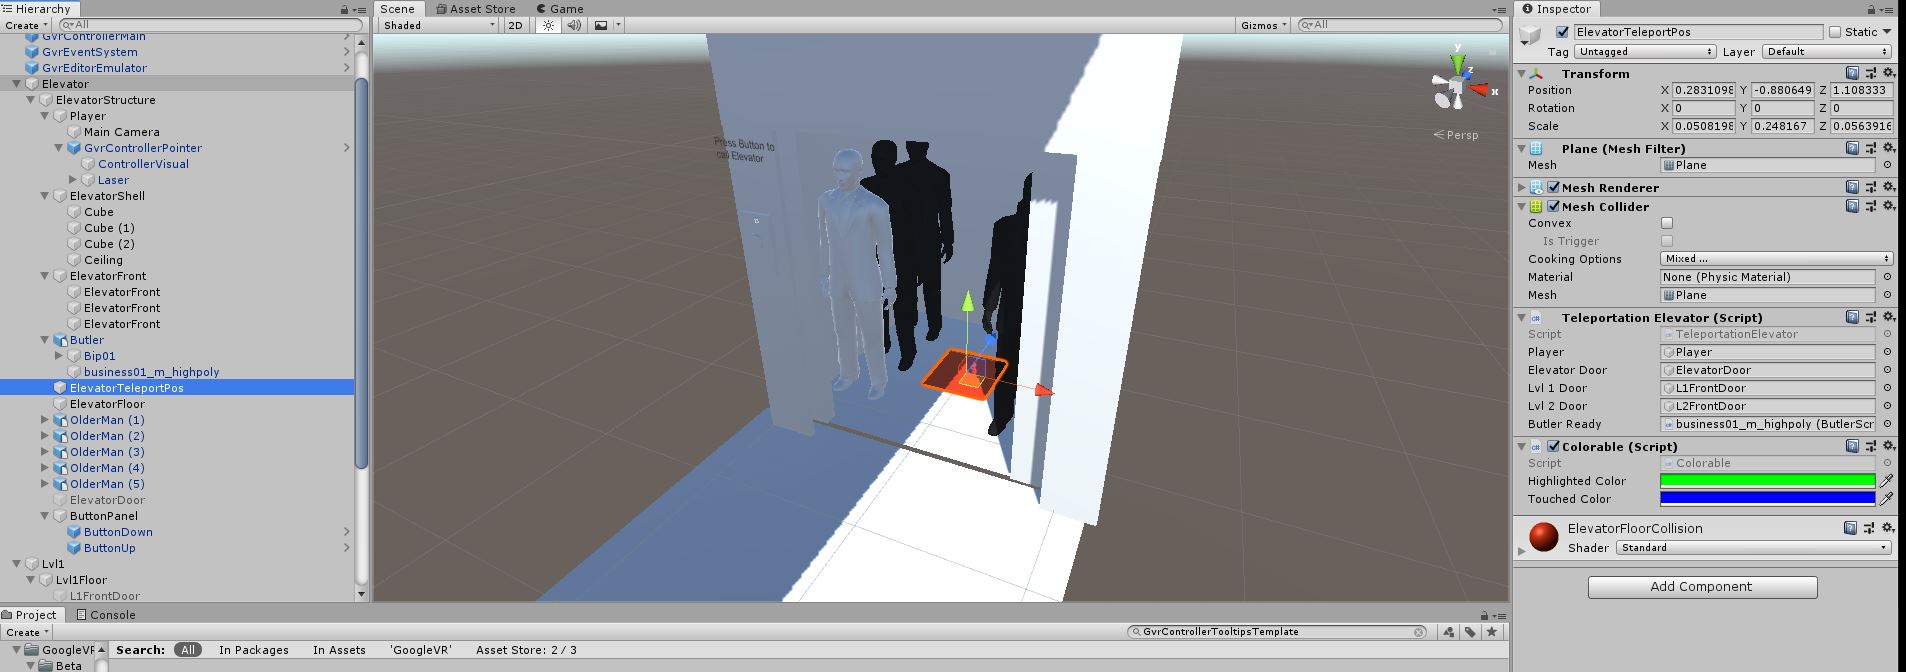 Hierarchy
Create
All
GvrControllerMain
GvrEventSystem
GvrEditorEmulator
Elevator
ElevatorStructure
Player
Main Camera
GvrControllerPointer
ControllerVisual
Laser
ElevatorShell
Cube
Cube (1)
Cube (2)
Ceiling
ElevatorFront
ElevatorFront
ElevatorFront
ElevatorFront
Butler
Bip01
business01_m_highpoly
ElevatorTeleportPos
ElevatorFloor
OlderMan (1)
OlderMan (2)
OlderMan (3)
OlderMan (4)
OlderMan (5)
ElevatorDoor
ButtonPanel
ButtonDown
ButtonUp
Lvl1
Lvl1Floor
L1FrontDoor
Scene Asset Store Game
Shaded 2D Gizmos All
Press Button to
call Elevator
y
z
x
Persp
Inspector
ElevatorTeleportPos Static
Tag Untagged Layer Default
Transform
Position X 0.2831098 Y -0.880649 Z 1.108333
Rotation X 0 Y 0 Z 0
Scale X 0.0508198 Y 0.248167 Z 0.0563916
Plane (Mesh Filter)
Mesh Plane
Mesh Renderer
Mesh Collider
Convex
Is Trigger
Cooking Options Mixed ...
Material None (Physic Material)
Mesh Plane
Teleportation Elevator (Script)
Script TeleportationElevator
Player Player
Elevator Door ElevatorDoor
Lvl 1 Door L1FrontDoor
Lvl 2 Door L2FrontDoor
Butler Ready business01_m_highpoly (ButlerScr
Colorable (Script)
Script Colorable
Highlighted Color
Touched Color
ElevatorFloorCollision
Shader Standard
Add Component
Project Console
Create GvrControllerTooltipsTemplate
GoogleVR
Beta
Search: All In Packages In Assets 'GoogleVR' Asset Store: 2 / 3